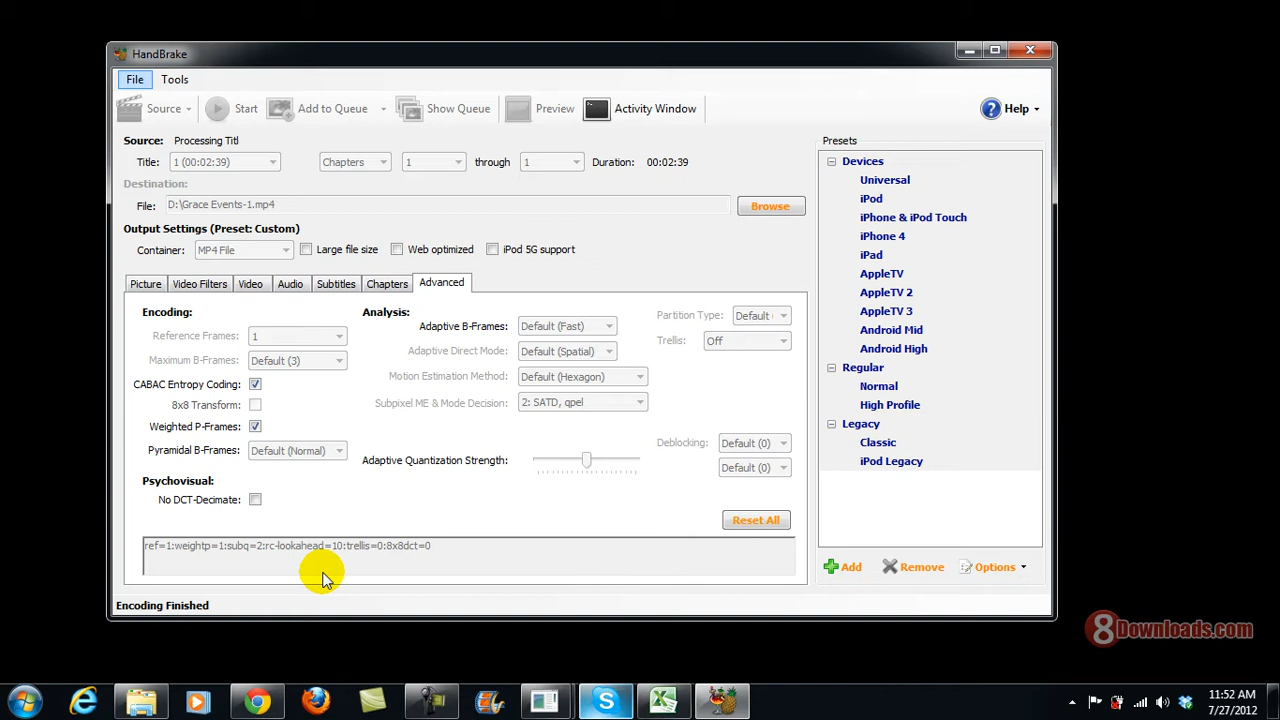 HandBrake
File Tools
Source Start Add to Queue Show Queue Preview Activity Window Help
Source: Processing Titl
Title: 1 (00:02:39) Chapters 1 through 1 Duration: 00:02:39
Destination:
File: D:\Grace Events-1.mp4 Browse
Output Settings (Preset: Custom)
Container: MP4 File Large file size Web optimized iPod 5G support
Picture Video Filters Video Audio Subtitles Chapters Advanced
Encoding:
Reference Frames: 1
Maximum B-Frames: Default (3)
CABAC Entropy Coding:
8x8 Transform:
Weighted P-Frames:
Pyramidal B-Frames: Default (Normal)
Psychovisual:
No DCT-Decimate:
Analysis:
Adaptive B-Frames: Default (Fast)
Adaptive Direct Mode: Default (Spatial)
Motion Estimation Method: Default (Hexagon)
Subpixel ME & Mode Decision: 2: SATD, qpel
Adaptive Quantization Strength:
Partition Type: Default
Trellis: Off
Deblocking: Default (0)
Default (0)
Reset All
ref=1:weightp=1:subq=2:rc-lookahead=10:trellis=0:8x8dct=0
Encoding Finished
Presets
Devices
Universal
iPod
iPhone & iPod Touch
iPhone 4
iPad
AppleTV
AppleTV 2
AppleTV 3
Android Mid
Android High
Regular
Normal
High Profile
Legacy
Classic
iPod Legacy
Add Remove Options
8Downloads.com
11:52 AM
7/27/2012